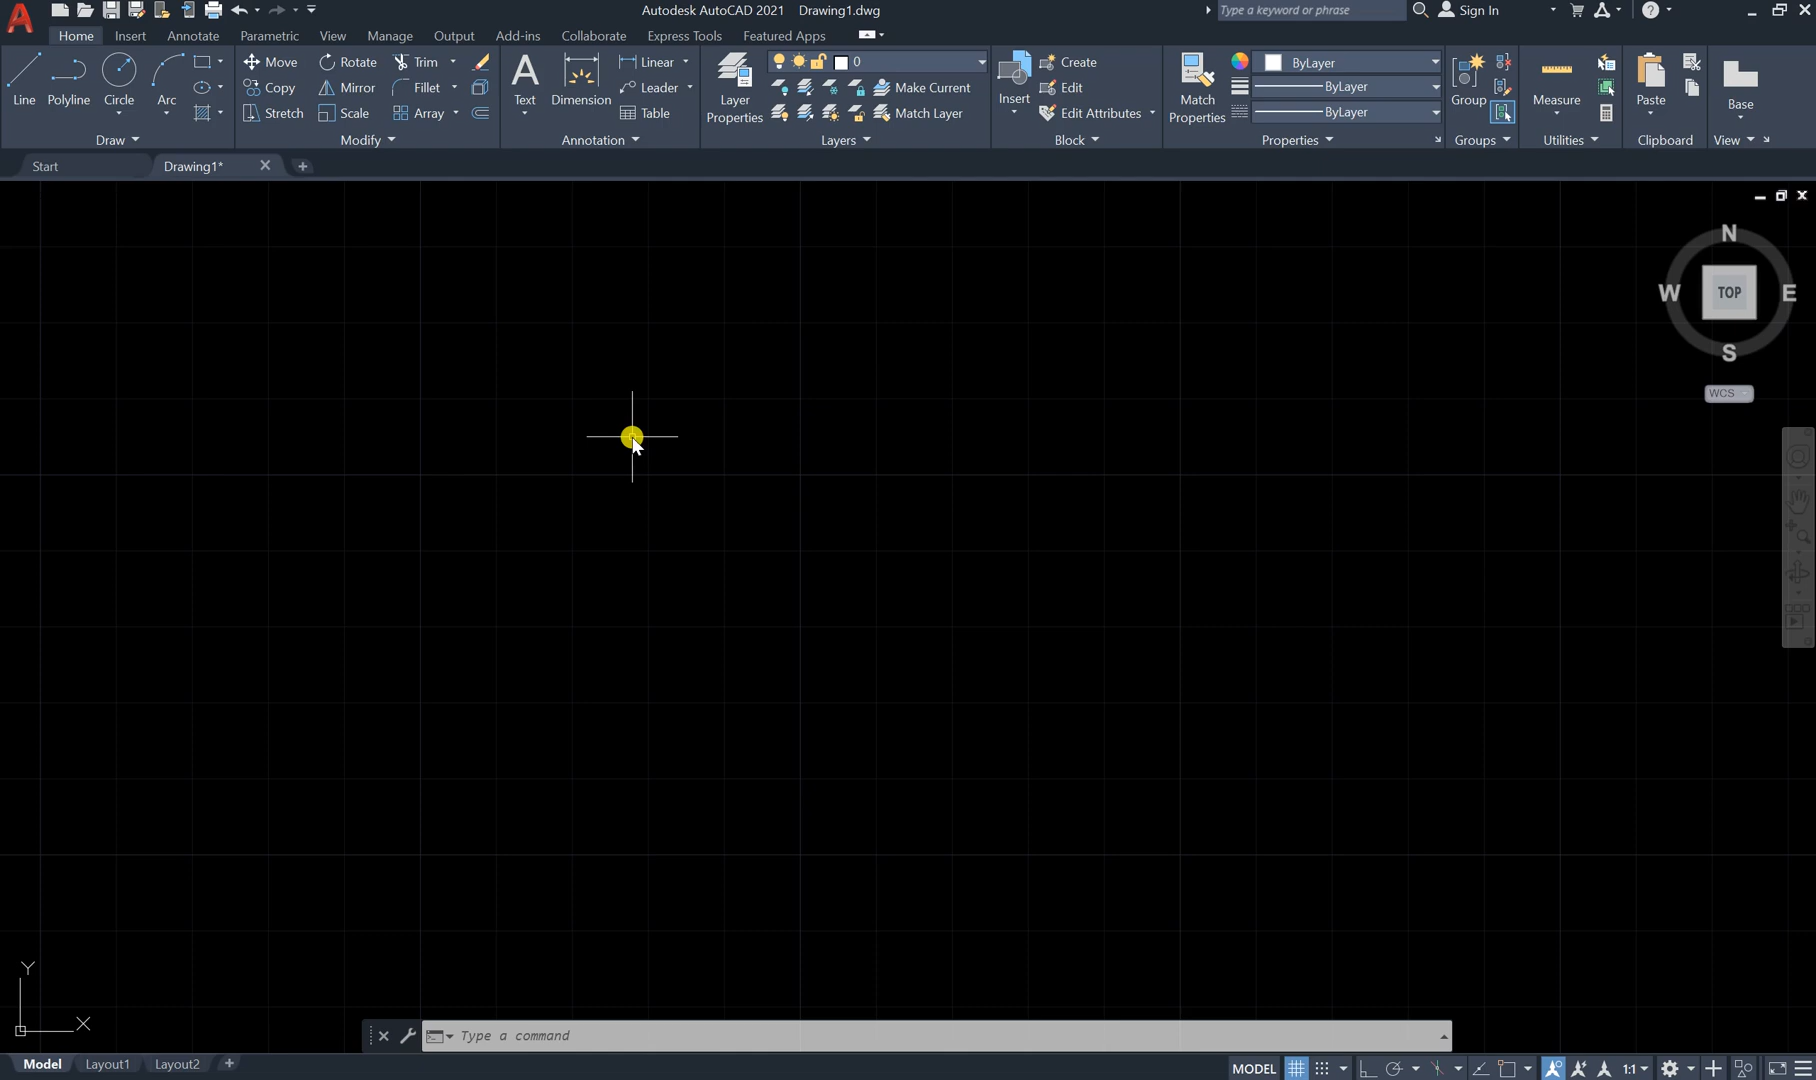 Autodesk AutoCAD 2021 Drawing1.dwg
Type a keyword or phrase
Sign In
Home Insert Annotate Parametric View Manage Output Add-ins Collaborate Express Tools Featured Apps
Line Polyline Circle Arc
Move Rotate Trim
Copy Mirror Fillet
Stretch Scale Array
Text Dimension
Linear
Leader
Table
Layer Properties
0
Make Current
Match Layer
Insert
Create
Edit
Edit Attributes
Match Properties
ByLayer
ByLayer
ByLayer
Group
Measure
Paste
Base
Draw Modify Annotation Layers Block Properties Groups Utilities Clipboard View
Start Drawing1*
N
W TOP E
S
WCS
Y
X
Type a command
Model Layout1 Layout2
MODEL 1:1